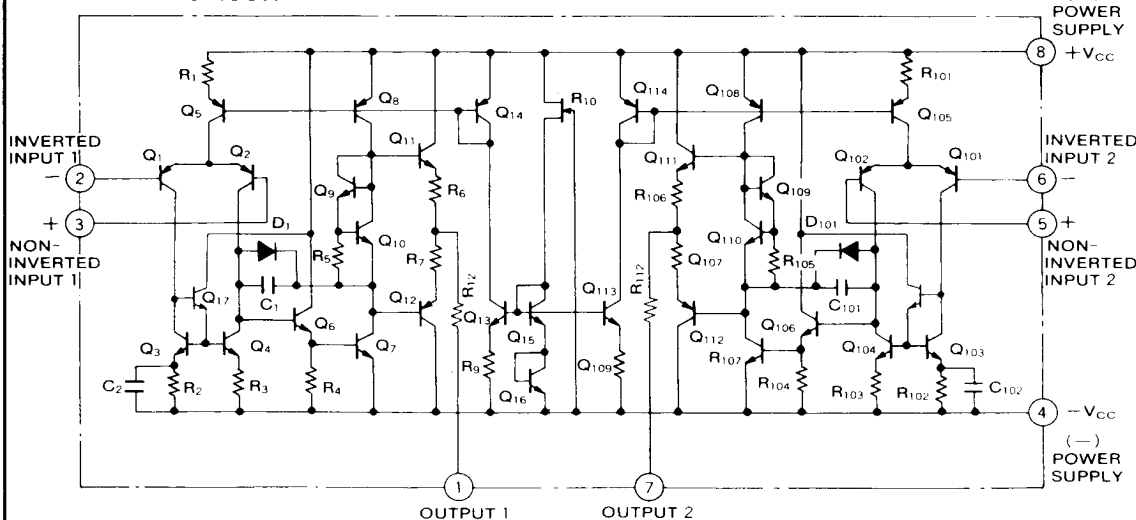 POWER
SUPPLY
8 +VCC
R1
R101
Q5
Q8
Q14
R10
Q114
Q108
Q105
INVERTED
INPUT 1
− 2
Q1
Q2
Q11
Q111
Q102
Q101
INVERTED
INPUT 2
6 −
Q9
R6
R106
Q109
+ 3
5 +
NON-
INVERTED
INPUT 1
D1
Q10
Q110
D101
NON-
INVERTED
INPUT 2
R5
R7
R12
Q107
R105
R112
C1
C101
Q17
Q6
Q12
Q13
Q15
Q113
Q106
Q3
Q4
Q7
Q112
Q104
Q103
C2
R2
R3
R4
R9
Q16
Q109
R107
R104
R103
R102
C102
4 −VCC
(−)
POWER
SUPPLY
1
7
OUTPUT 1
OUTPUT 2